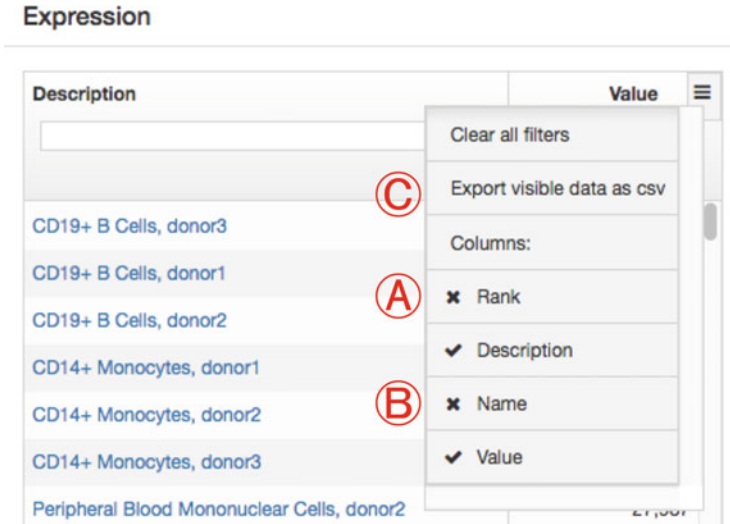 Expression
Description
Value
Clear all filters
C
Export visible data as csv
CD19+ B Cells, donor3
Columns:
CD19+ B Cells, donor1
A
Rank
CD19+ B Cells, donor2
Description
CD14+ Monocytes, donor1
B
Name
CD14+ Monocytes, donor2
Value
CD14+ Monocytes, donor3
Peripheral Blood Mononuclear Cells, donor2